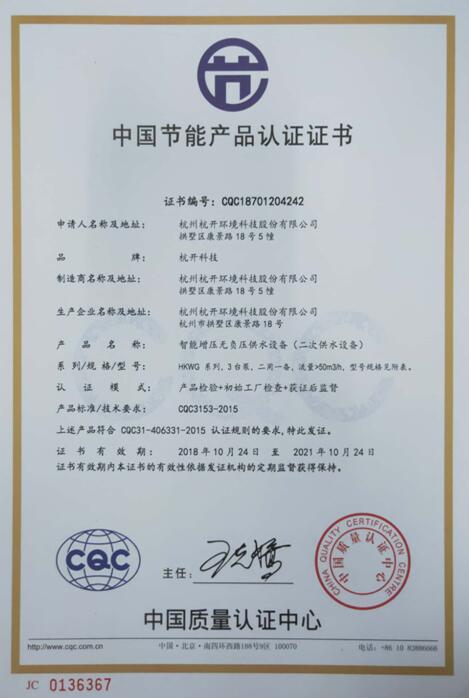 中国节能产品认证证书
证书编号：CQC18701204242
申请人名称及地址： 杭州杭开环境科技股份有限公司
拱墅区康景路18号5幢
品 牌： 杭开科技
制造商名称及地址： 杭州杭开环境科技股份有限公司
拱墅区康景路18号5幢
生产企业名称及地址： 杭州杭开环境科技股份有限公司
杭州市拱墅区康景路18号
产 品 名 称： 智能增压无负压供水设备（二次供水设备）
系列/规格/型号： HKWG 系列，3台泵，二用一备，流量>50m3/h，型号规格见附表。
认 证 模 式： 产品检验+初始工厂检查+获证后监督
产品标准/技术要求： CQC3153-2015
上述产品符合 CQC31-406331-2015 认证规则的要求，特此发证。
证 书 有 效 期： 2018年10月24日 至 2021年10月24日
证书有效期内本证书的有效性依据发证机构的定期监督获得保持。
CQC
主任：
CHINA QUALITY CERTIFICATION CENTRE
中国质量认证中心
中国质量认证中心
http://www.cqc.com.cn 中国·北京·南四环西路188号9区 100070 电话：+86 10 83886666
JC 0136367